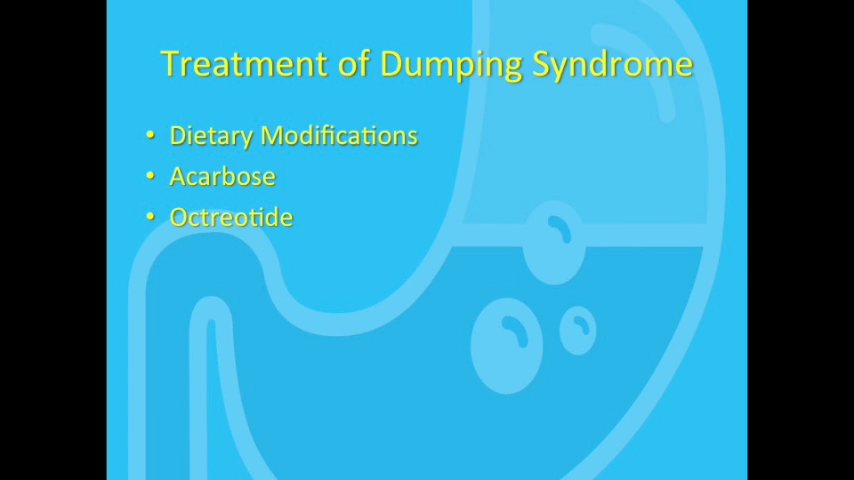 Treatment of Dumping Syndrome
• Dietary Modifications
• Acarbose
• Octreotide